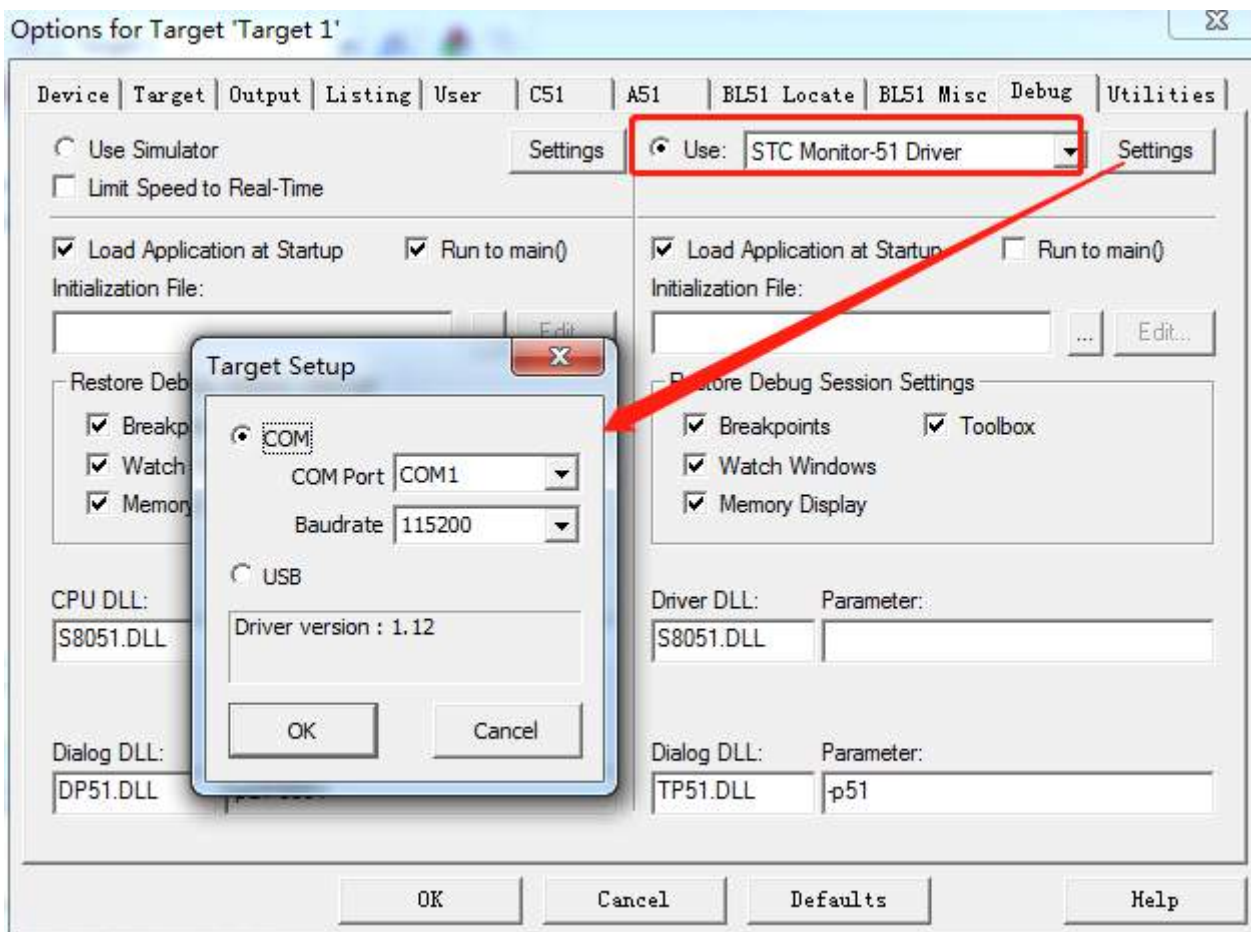 Options for Target 'Target 1'
Device Target Output Listing User C51 A51 BL51 Locate BL51 Misc Debug Utilities
Use Simulator Settings Use: STC Monitor-51 Driver Settings
Limit Speed to Real-Time
Load Application at Startup Run to main() Load Application at Startup Run to main()
Initialization File: Initialization File:
... Edit...
Target Setup
Restore Debug Session Settings
COM
Breakpoints Toolbox
COM Port COM1
Watch Watch Windows
Memory Display
Baudrate 115200
USB
CPU DLL: Driver DLL: Parameter:
Driver version : 1.12
S8051.DLL S8051.DLL
OK Cancel
Dialog DLL: Dialog DLL: Parameter:
DP51.DLL TP51.DLL -p51
OK Cancel Defaults Help